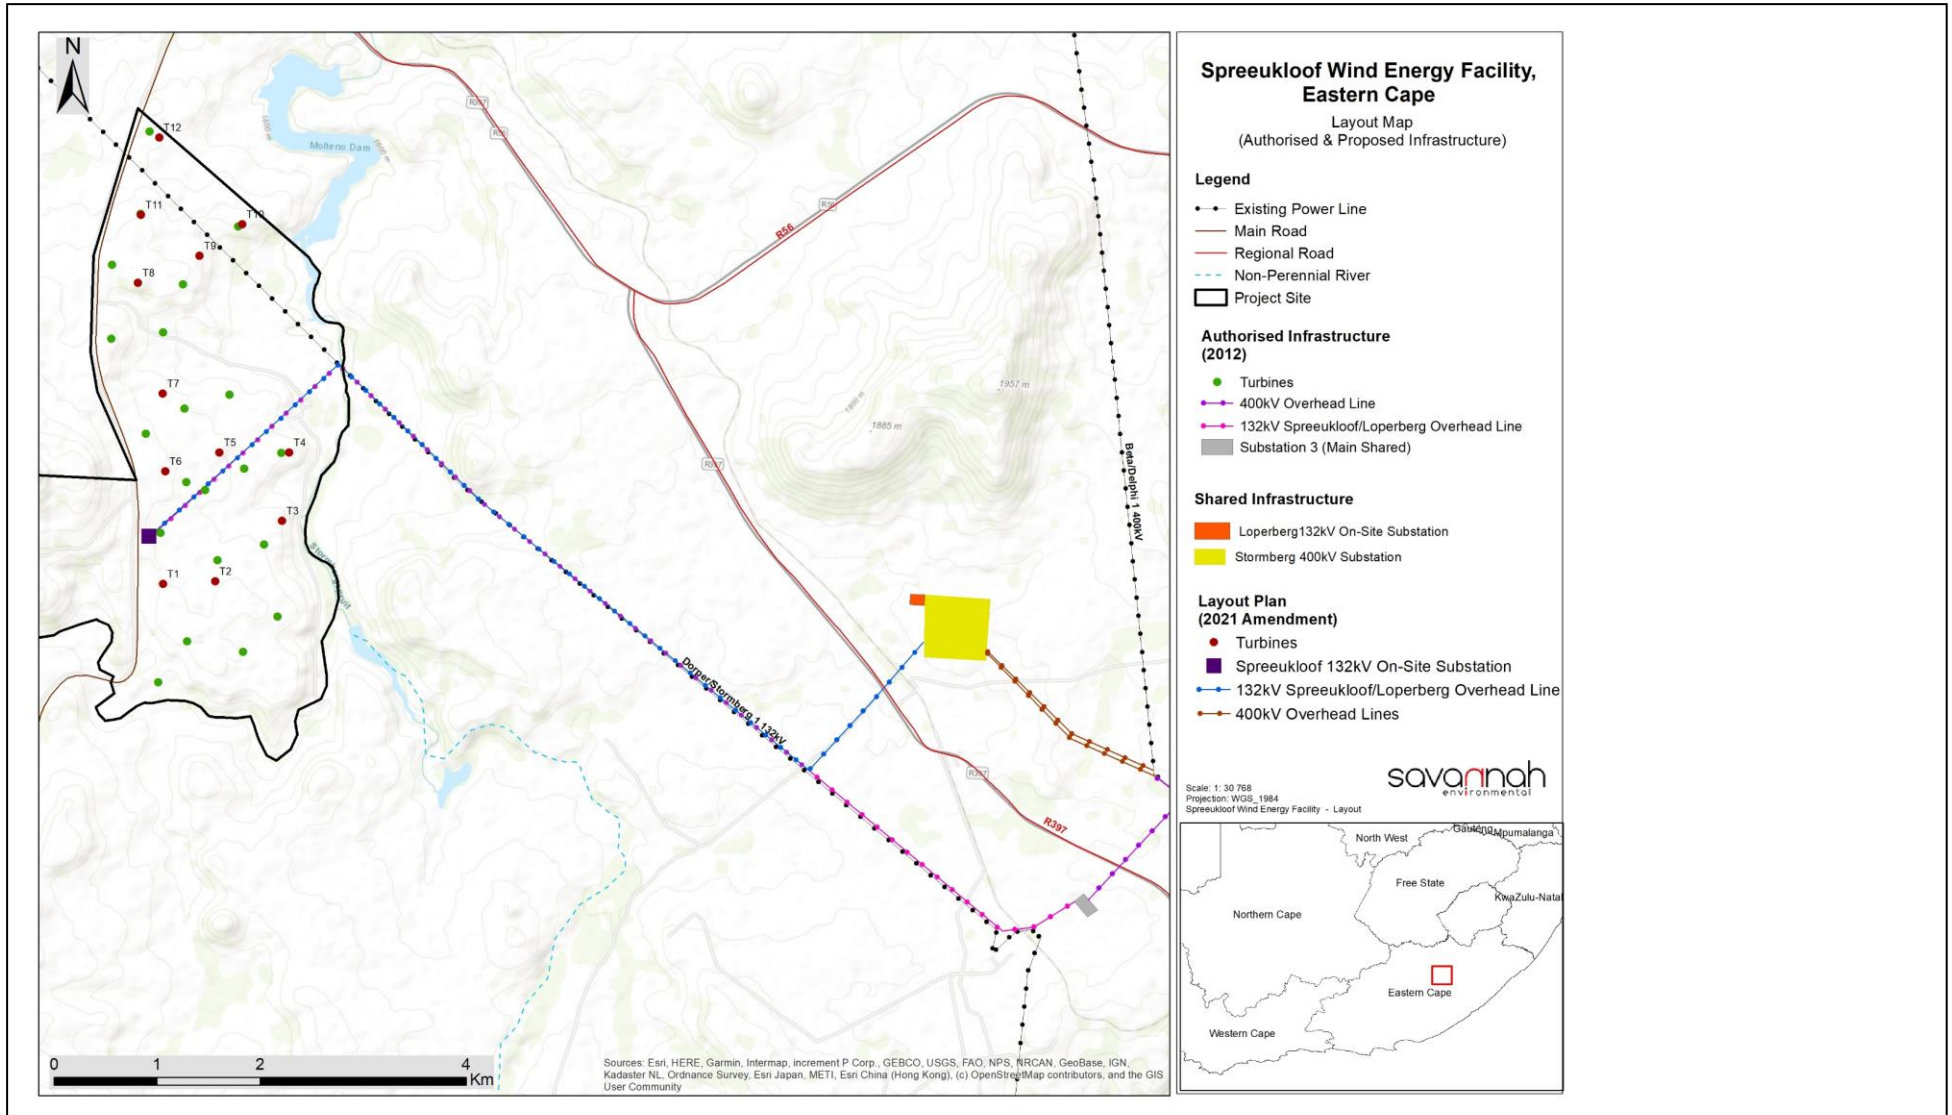 N
T12
T11
T10
T9
T8
T7
T5
T4
T6
T3
T1
T2
Molteno Dam
1600 m
1600 m
R397
R56
R56
R56
R397
1957 m
1800 m
1885 m
Beta/Delphi 1 400kV
Dorper/Stormberg 1 132kV
R397
R397
0 1 2 4
Km
Sources: Esri, HERE, Garmin, Intermap, increment P Corp., GEBCO, USGS, FAO, NPS, NRCAN, GeoBase, IGN,
Kadaster NL, Ordnance Survey, Esri Japan, METI, Esri China (Hong Kong), (c) OpenStreetMap contributors, and the GIS
User Community
Spreeukloof Wind Energy Facility,
Eastern Cape
Layout Map
(Authorised & Proposed Infrastructure)
Legend
Existing Power Line
Main Road
Regional Road
Non-Perennial River
Project Site
Authorised Infrastructure
(2012)
Turbines
400kV Overhead Line
132kV Spreeukloof/Loperberg Overhead Line
Substation 3 (Main Shared)
Shared Infrastructure
Loperberg132kV On-Site Substation
Stormberg 400kV Substation
Layout Plan
(2021 Amendment)
Turbines
Spreeukloof 132kV On-Site Substation
132kV Spreeukloof/Loperberg Overhead Line
400kV Overhead Lines
savannah
environmental
Scale: 1: 30 768
Projection: WGS_1984
Spreeukloof Wind Energy Facility - Layout
North West
Gauteng
Mpumalanga
Free State
KwaZulu-Natal
Northern Cape
Eastern Cape
Western Cape